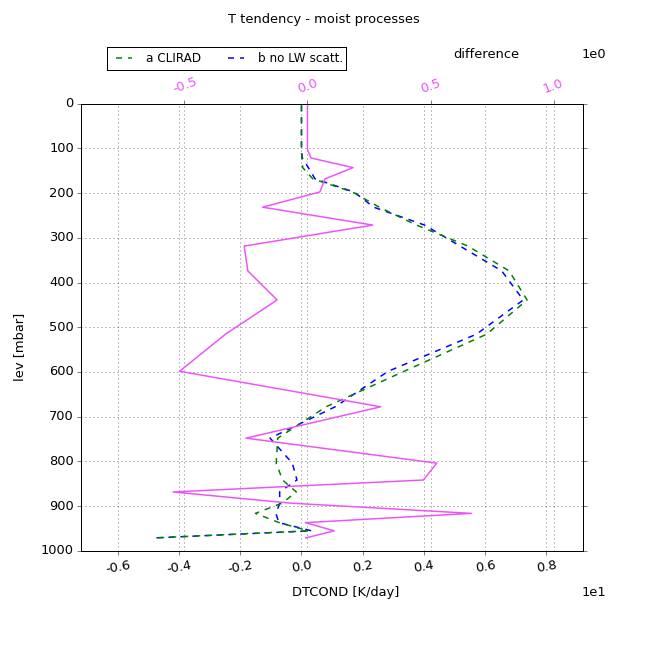 T tendency - moist processes
a CLIRAD
b no LW scatt.
difference
1e0
-0.5 0.0 0.5 1.0
0
100
200
300
400
500
600
700
800
900
1000
lev [mbar]
-0.6 -0.4 -0.2 0.0 0.2 0.4 0.6 0.8
DTCOND [K/day]
1e1